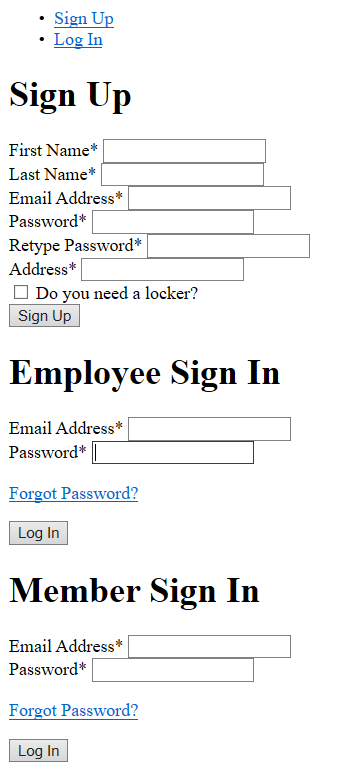 Sign Up
Log In
Sign Up
First Name*
Last Name*
Email Address*
Password*
Retype Password*
Address*
Do you need a locker?
Sign Up
Employee Sign In
Email Address*
Password*
Forgot Password?
Log In
Member Sign In
Email Address*
Password*
Forgot Password?
Log In